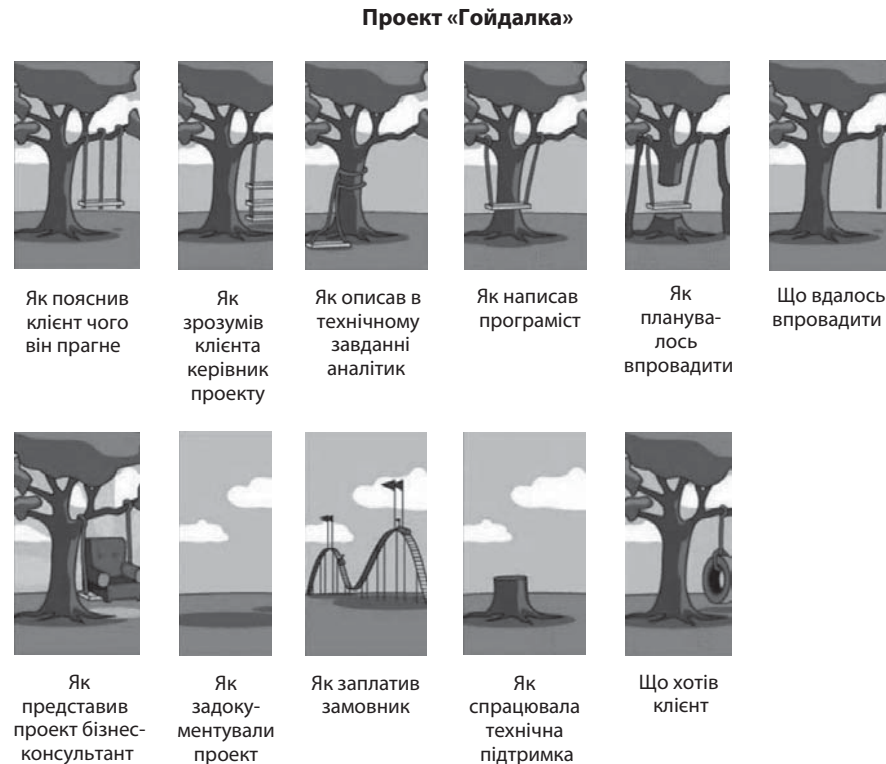 Проект «Гойдалка»
Як пояснив
клієнт чого
він прагне
Як
зрозумів
клієнта
керівник
проекту
Як описав в
технічному
завданні
аналітик
Як написав
програміст
Як
планува-
лось
впровадити
Що вдалось
впровадити
Як
представив
проект бізнес-
консультант
Як
задоку-
ментували
проект
Як заплатив
замовник
Як
спрацювала
технічна
підтримка
Що хотів
клієнт